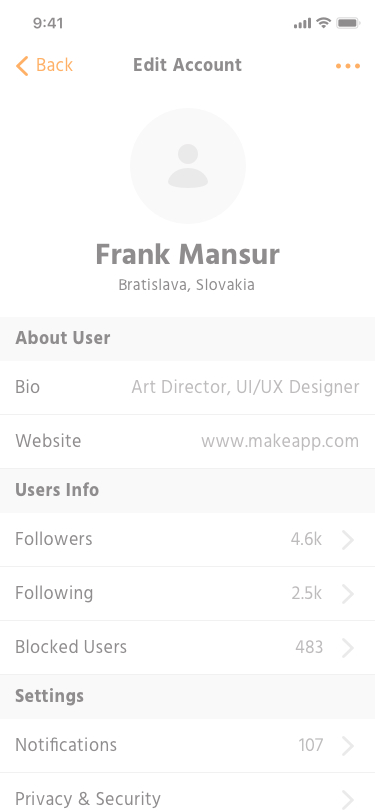 9:41
Back Edit Account
Frank Mansur
Bratislava, Slovakia
About User
Bio Art Director, UI/UX Designer
Website www.makeapp.com
Users Info
Followers 4.6k
Following 2.5k
Blocked Users 483
Settings
Notifications 107
Privacy & Security